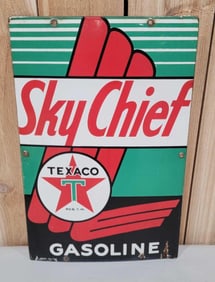 Sky Chief
TEXACO
T
GASOLINE